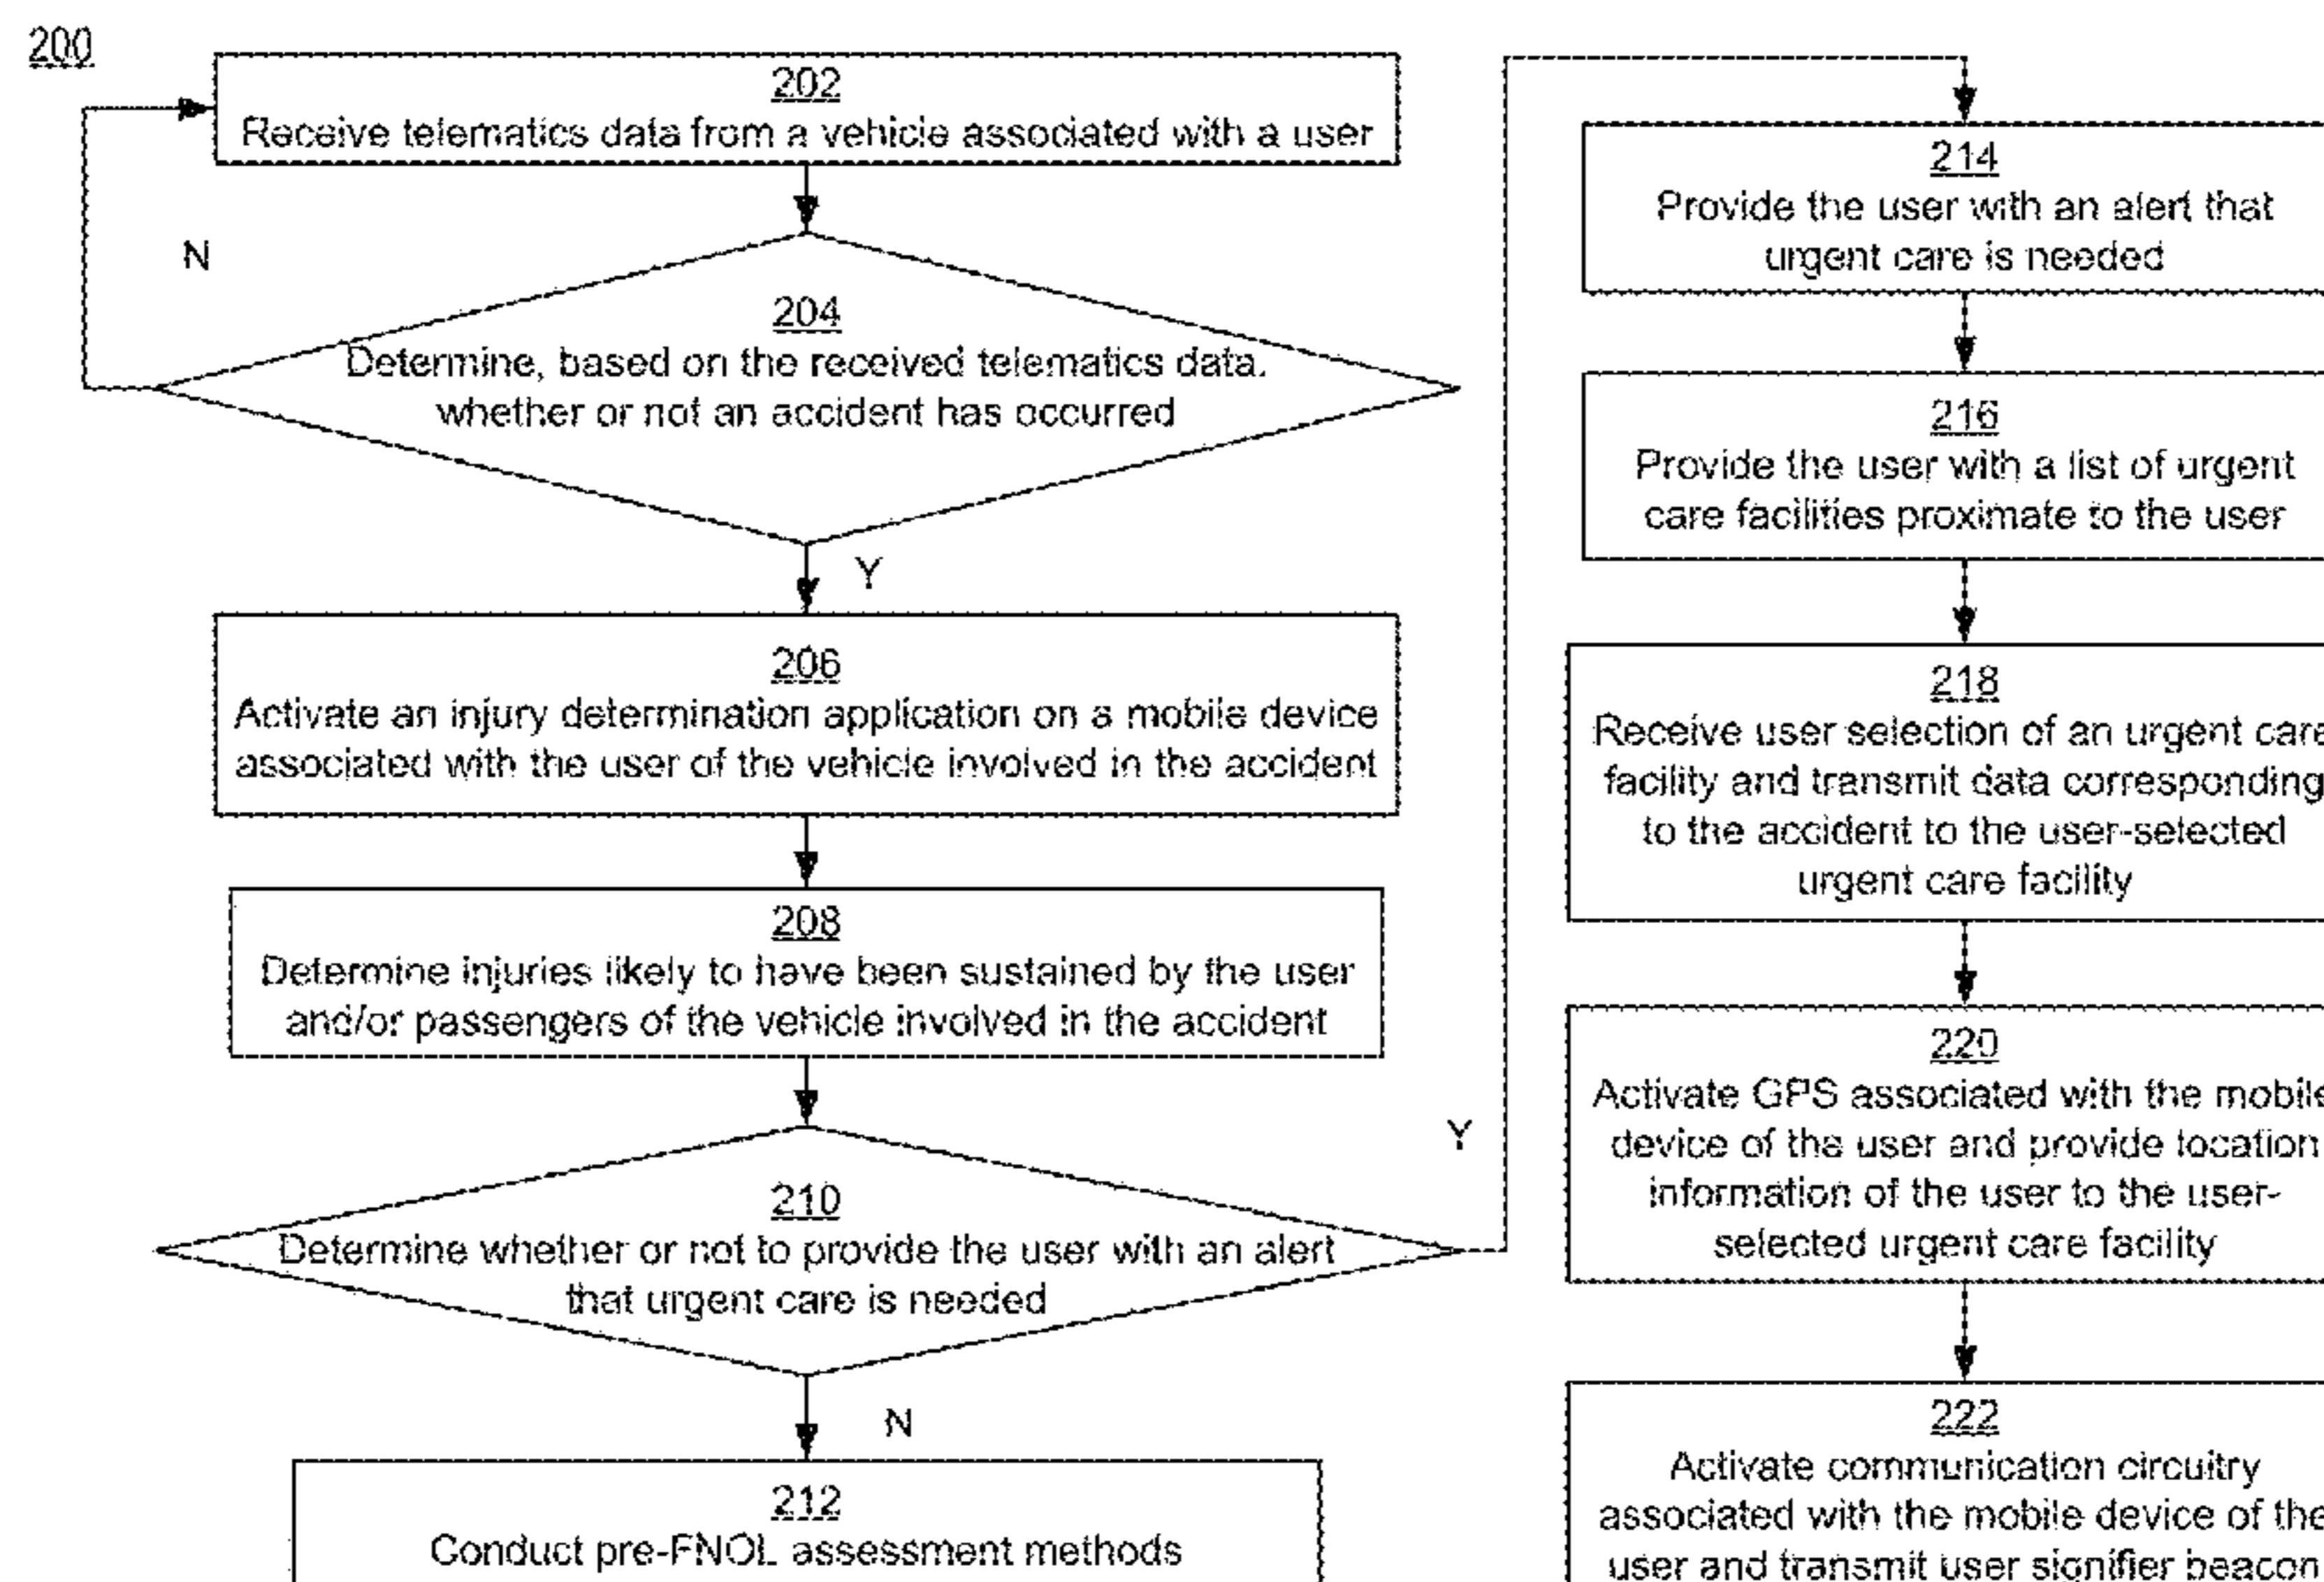 200
202
Receive telematics data from a vehicle associated with a user
N
204
Determine, based on the received telematics data.
whether or not an accident has occurred
Y
206
Activate an injury determination application on a mobile device
associated with the user of the vehicle involved in the accident
208
Determine injuries likely to have been sustained by the user
and/or passengers of the vehicle involved in the accident
210
Determine whether or not to provide the user with an alert
that urgent care is needed
Y
N
212
Conduct pre-FNOL assessment methods
214
Provide the user with an alert that
urgent care is needed
216
Provide the user with a list of urgent
care facilities proximate to the user
218
Receive user selection of an urgent care
facility and transmit data corresponding
to the accident to the user-selected
urgent care facility
220
Activate GPS associated with the mobile
device of the user and provide location
information of the user to the user-
selected urgent care facility
222
Activate communication circuitry
associated with the mobile device of the
user and transmit user signifier beacon